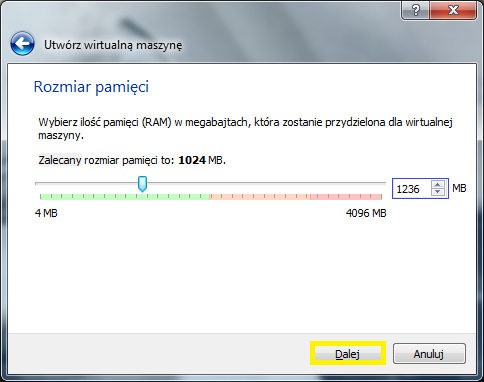 Utwórz wirtualną maszynę
Rozmiar pamięci
Wybierz ilość pamięci (RAM) w megabajtach, która zostanie przydzielona dla wirtualnej
maszyny.
Zalecany rozmiar pamięci to: 1024 MB.
1236 MB
4 MB 4096 MB
Dalej Anuluj